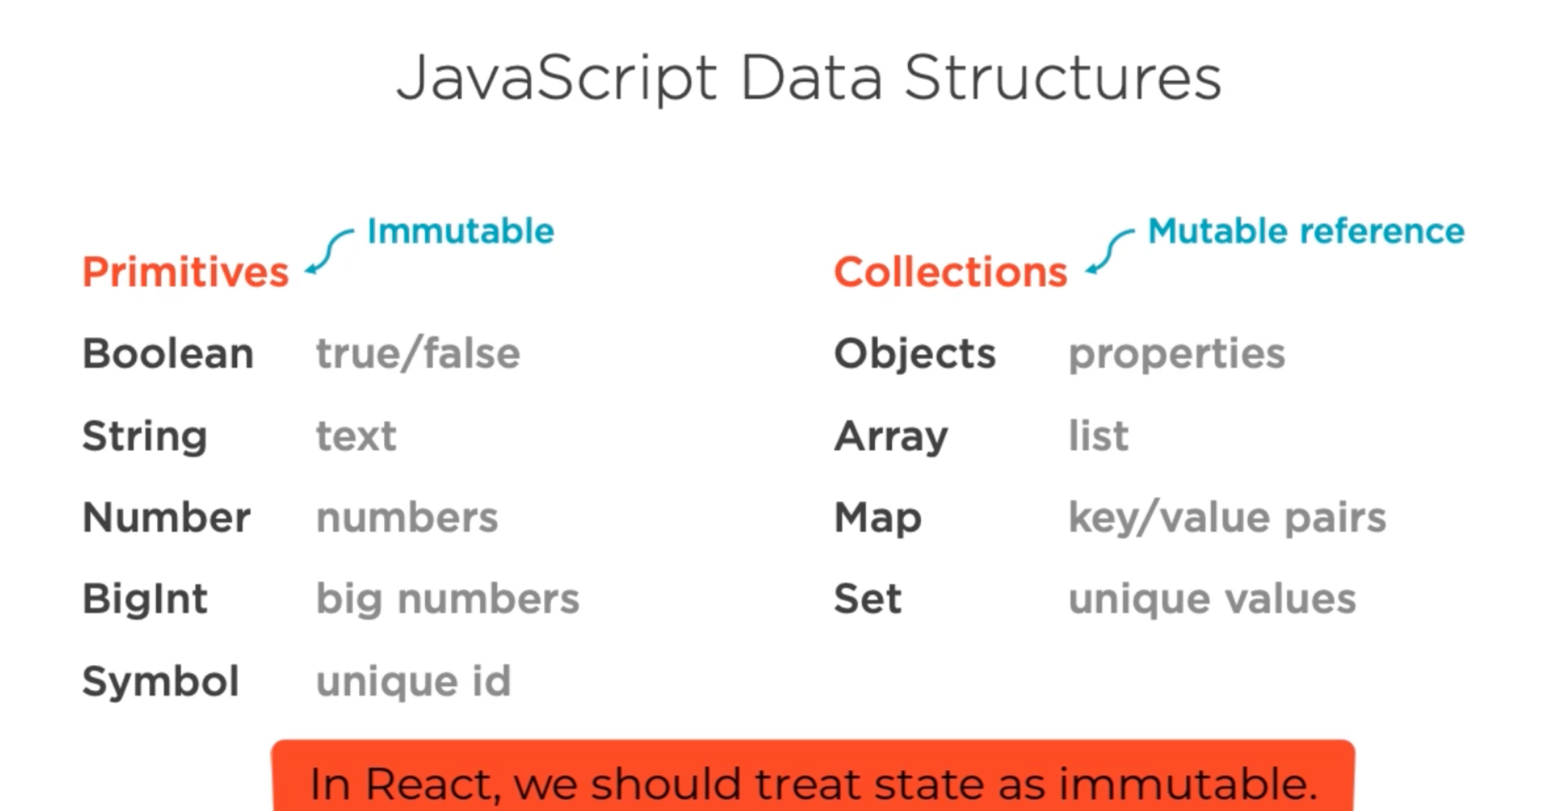 JavaScript Data Structures
Immutable
Primitives
Boolean true/false
String text
Number numbers
BigInt big numbers
Symbol unique id
Mutable reference
Collections
Objects properties
Array list
Map key/value pairs
Set unique values
In React, we should treat state as immutable.